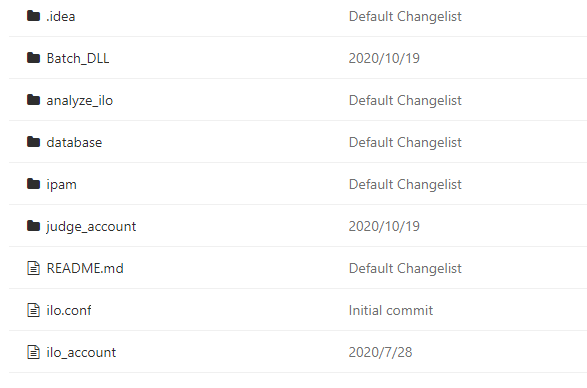 .idea Default Changelist
Batch_DLL 2020/10/19
analyze_ilo Default Changelist
database Default Changelist
ipam Default Changelist
judge_account 2020/10/19
README.md Default Changelist
ilo.conf Initial commit
ilo_account 2020/7/28